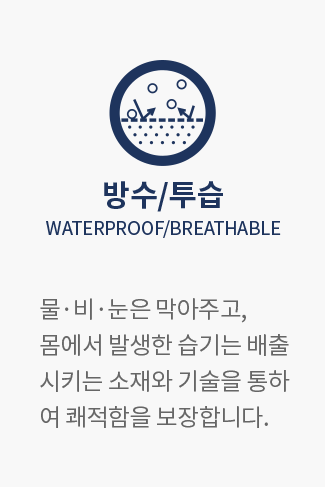 방수/투습
WATERPROOF/BREATHABLE
물·비·눈은 막아주고,
몸에서 발생한 습기는 배출
시키는 소재와 기술을 통하
여 쾌적함을 보장합니다.